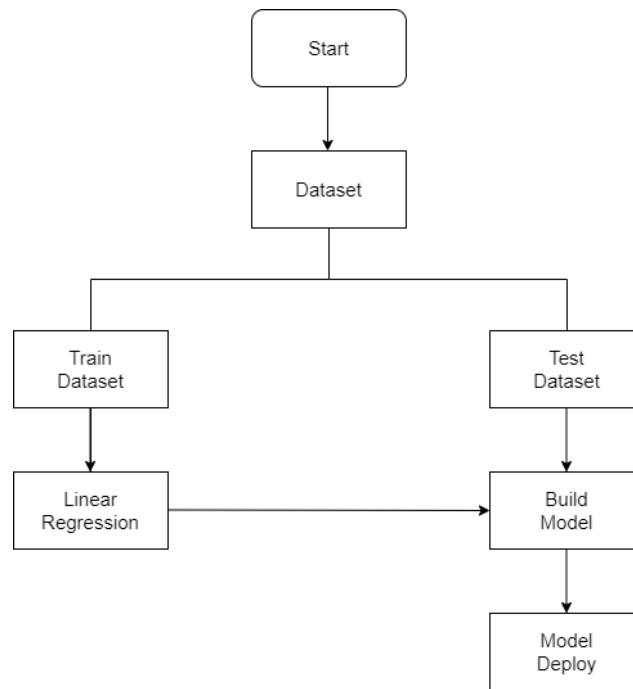 Start
Dataset
Train
Dataset
Test
Dataset
Linear
Regression
Build
Model
Model
Deploy